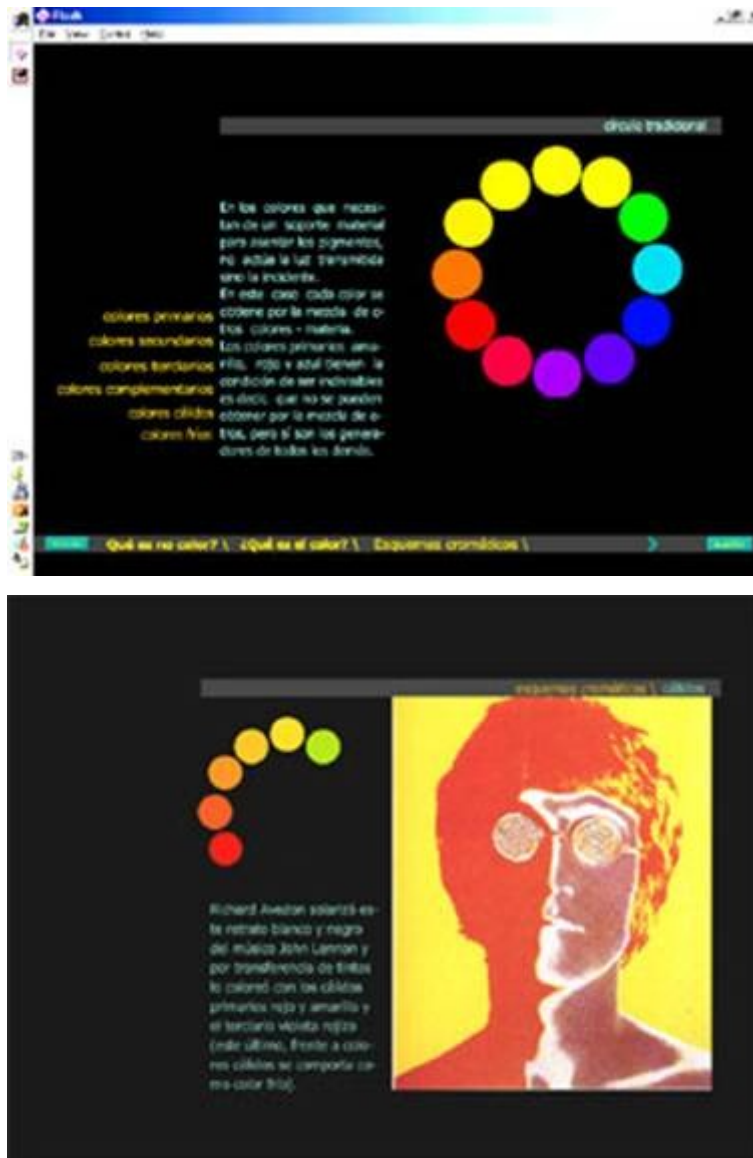 Flash
File View Control Help
círculo tradicional
En los colores que necesi-
tan de un soporte material
para asentar los pigmentos,
no actúa la luz transmitida
sino la incidente.
En este caso cada color se
obtiene por la mezcla de o-
tros colores - materia.
Los colores primarios ama-
rillo, rojo y azul tienen la
condición de ser indivisibles
es decir, que no se pueden
obtener por la mezcla de o-
tros, pero sí son los genera-
dores de todos los demás.
colores primarios
colores secundarios
colores terciarios
colores complementarios
colores cálidos
colores fríos
Qué es no color? \ ¿Qué es el color? \ Esquemas cromáticos \
esquemas cromáticos \ cálidos
Richard Avedon solarizó es-
te retrato blanco y negro
del músico John Lennon y
por transferencia de tintas
lo coloreó con los cálidos
primarios rojo y amarillo y
el terciario violeta rojizo
(este último, frente a colo-
res cálidos se comporta co-
mo color frío).